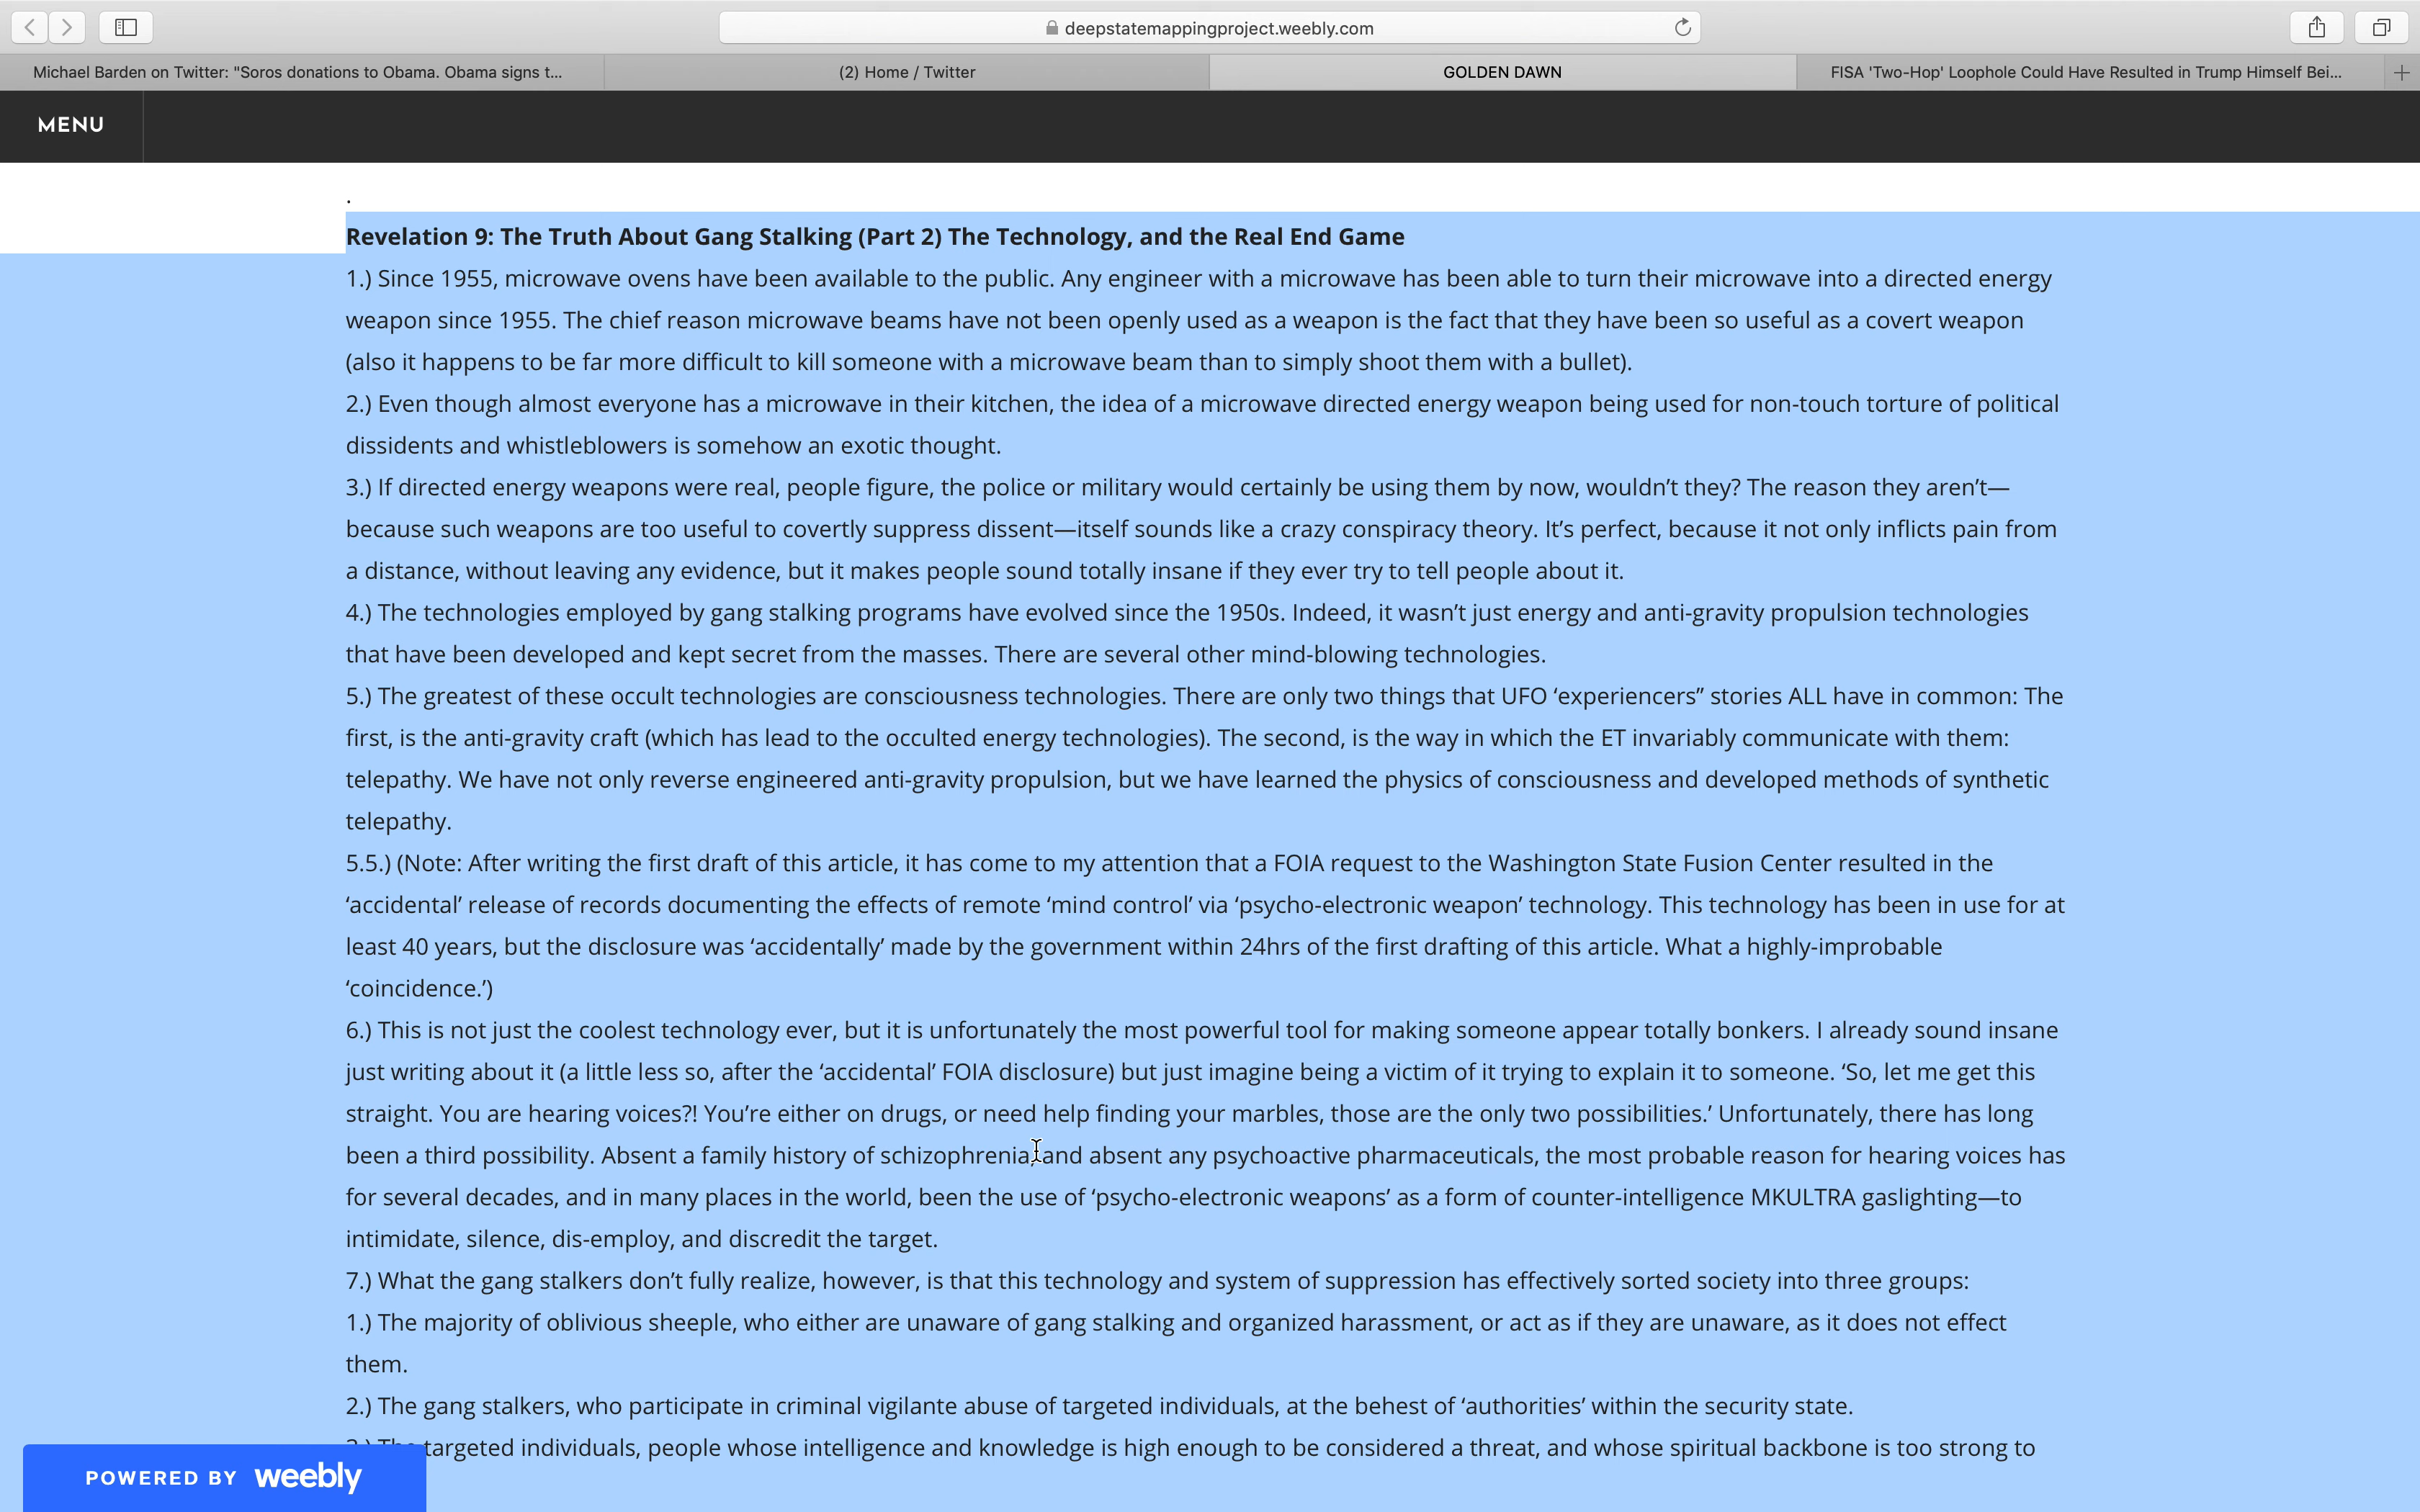 deepstatemappingproject.weebly.com
Michael Barden on Twitter: "Soros donations to Obama. Obama signs t...
(2) Home / Twitter
GOLDEN DAWN
FISA 'Two-Hop' Loophole Could Have Resulted in Trump Himself Bei...
MENU
.
Revelation 9: The Truth About Gang Stalking (Part 2) The Technology, and the Real End Game
1.) Since 1955, microwave ovens have been available to the public. Any engineer with a microwave has been able to turn their microwave into a directed energy
weapon since 1955. The chief reason microwave beams have not been openly used as a weapon is the fact that they have been so useful as a covert weapon
(also it happens to be far more difficult to kill someone with a microwave beam than to simply shoot them with a bullet).
2.) Even though almost everyone has a microwave in their kitchen, the idea of a microwave directed energy weapon being used for non-touch torture of political
dissidents and whistleblowers is somehow an exotic thought.
3.) If directed energy weapons were real, people figure, the police or military would certainly be using them by now, wouldn’t they? The reason they aren’t—
because such weapons are too useful to covertly suppress dissent—itself sounds like a crazy conspiracy theory. It’s perfect, because it not only inflicts pain from
a distance, without leaving any evidence, but it makes people sound totally insane if they ever try to tell people about it.
4.) The technologies employed by gang stalking programs have evolved since the 1950s. Indeed, it wasn’t just energy and anti-gravity propulsion technologies
that have been developed and kept secret from the masses. There are several other mind-blowing technologies.
5.) The greatest of these occult technologies are consciousness technologies. There are only two things that UFO ‘experiencers” stories ALL have in common: The
first, is the anti-gravity craft (which has lead to the occulted energy technologies). The second, is the way in which the ET invariably communicate with them:
telepathy. We have not only reverse engineered anti-gravity propulsion, but we have learned the physics of consciousness and developed methods of synthetic
telepathy.
5.5.) (Note: After writing the first draft of this article, it has come to my attention that a FOIA request to the Washington State Fusion Center resulted in the
‘accidental’ release of records documenting the effects of remote ‘mind control’ via ‘psycho-electronic weapon’ technology. This technology has been in use for at
least 40 years, but the disclosure was ‘accidentally’ made by the government within 24hrs of the first drafting of this article. What a highly-improbable
‘coincidence.’)
6.) This is not just the coolest technology ever, but it is unfortunately the most powerful tool for making someone appear totally bonkers. I already sound insane
just writing about it (a little less so, after the ‘accidental’ FOIA disclosure) but just imagine being a victim of it trying to explain it to someone. ‘So, let me get this
straight. You are hearing voices?! You’re either on drugs, or need help finding your marbles, those are the only two possibilities.’ Unfortunately, there has long
been a third possibility. Absent a family history of schizophrenia, and absent any psychoactive pharmaceuticals, the most probable reason for hearing voices has
for several decades, and in many places in the world, been the use of ‘psycho-electronic weapons’ as a form of counter-intelligence MKULTRA gaslighting—to
intimidate, silence, dis-employ, and discredit the target.
7.) What the gang stalkers don’t fully realize, however, is that this technology and system of suppression has effectively sorted society into three groups:
1.) The majority of oblivious sheeple, who either are unaware of gang stalking and organized harassment, or act as if they are unaware, as it does not effect
them.
2.) The gang stalkers, who participate in criminal vigilante abuse of targeted individuals, at the behest of ‘authorities’ within the security state.
3.) The targeted individuals, people whose intelligence and knowledge is high enough to be considered a threat, and whose spiritual backbone is too strong to
POWERED BY weebly